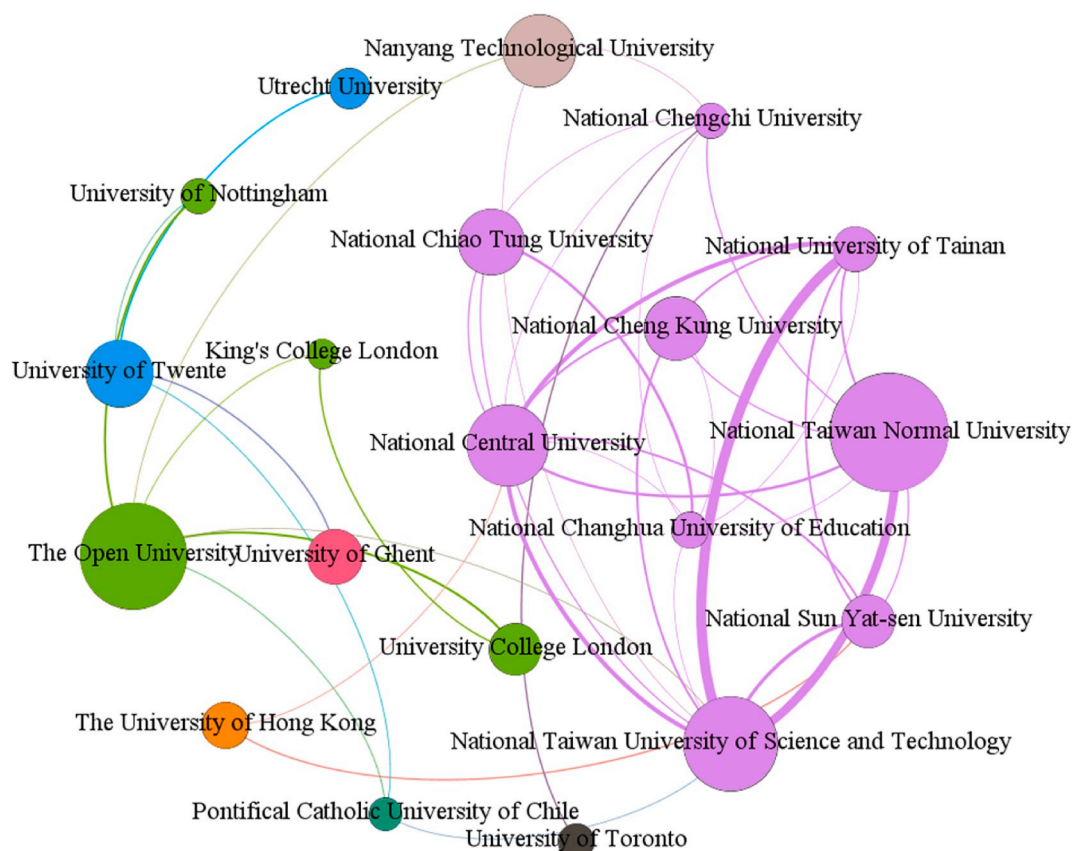 Nanyang Technological University
Utrecht University
National Chengchi University
University of Nottingham
National Chiao Tung University
National University of Tainan
National Cheng Kung University
King's College London
University of Twente
National Taiwan Normal University
National Central University
National Changhua University of Education
The Open University
University of Ghent
National Sun Yat-sen University
University College London
The University of Hong Kong
National Taiwan University of Science and Technology
Pontifical Catholic University of Chile
University of Toronto